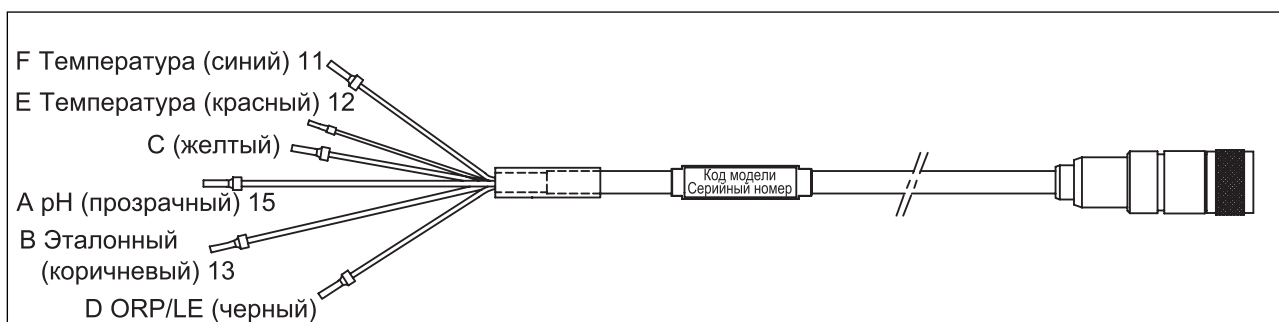 F Температура (синий) 11
E Температура (красный) 12
C (желтый)
A pH (прозрачный) 15
B Эталонный
(коричневый) 13
D ORP/LE (черный)
Код модели
Серийный номер